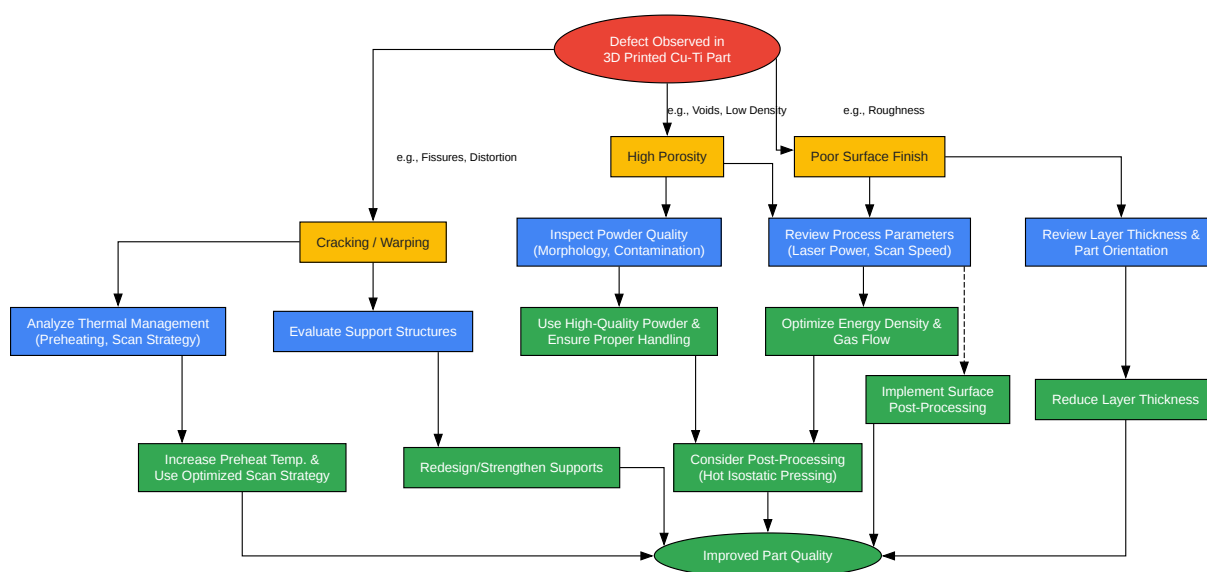 Defect Observed in
3D Printed Cu-Ti Part
e.g., Voids, Low Density
e.g., Roughness
e.g., Fissures, Distortion
High Porosity
Poor Surface Finish
Cracking / Warping
Inspect Powder Quality
(Morphology, Contamination)
Review Process Parameters
(Laser Power, Scan Speed)
Review Layer Thickness &
Part Orientation
Analyze Thermal Management
(Preheating, Scan Strategy)
Evaluate Support Structures
Use High-Quality Powder &
Ensure Proper Handling
Optimize Energy Density &
Gas Flow
Implement Surface
Post-Processing
Reduce Layer Thickness
Increase Preheat Temp. &
Use Optimized Scan Strategy
Redesign/Strengthen Supports
Consider Post-Processing
(Hot Isostatic Pressing)
Improved Part Quality